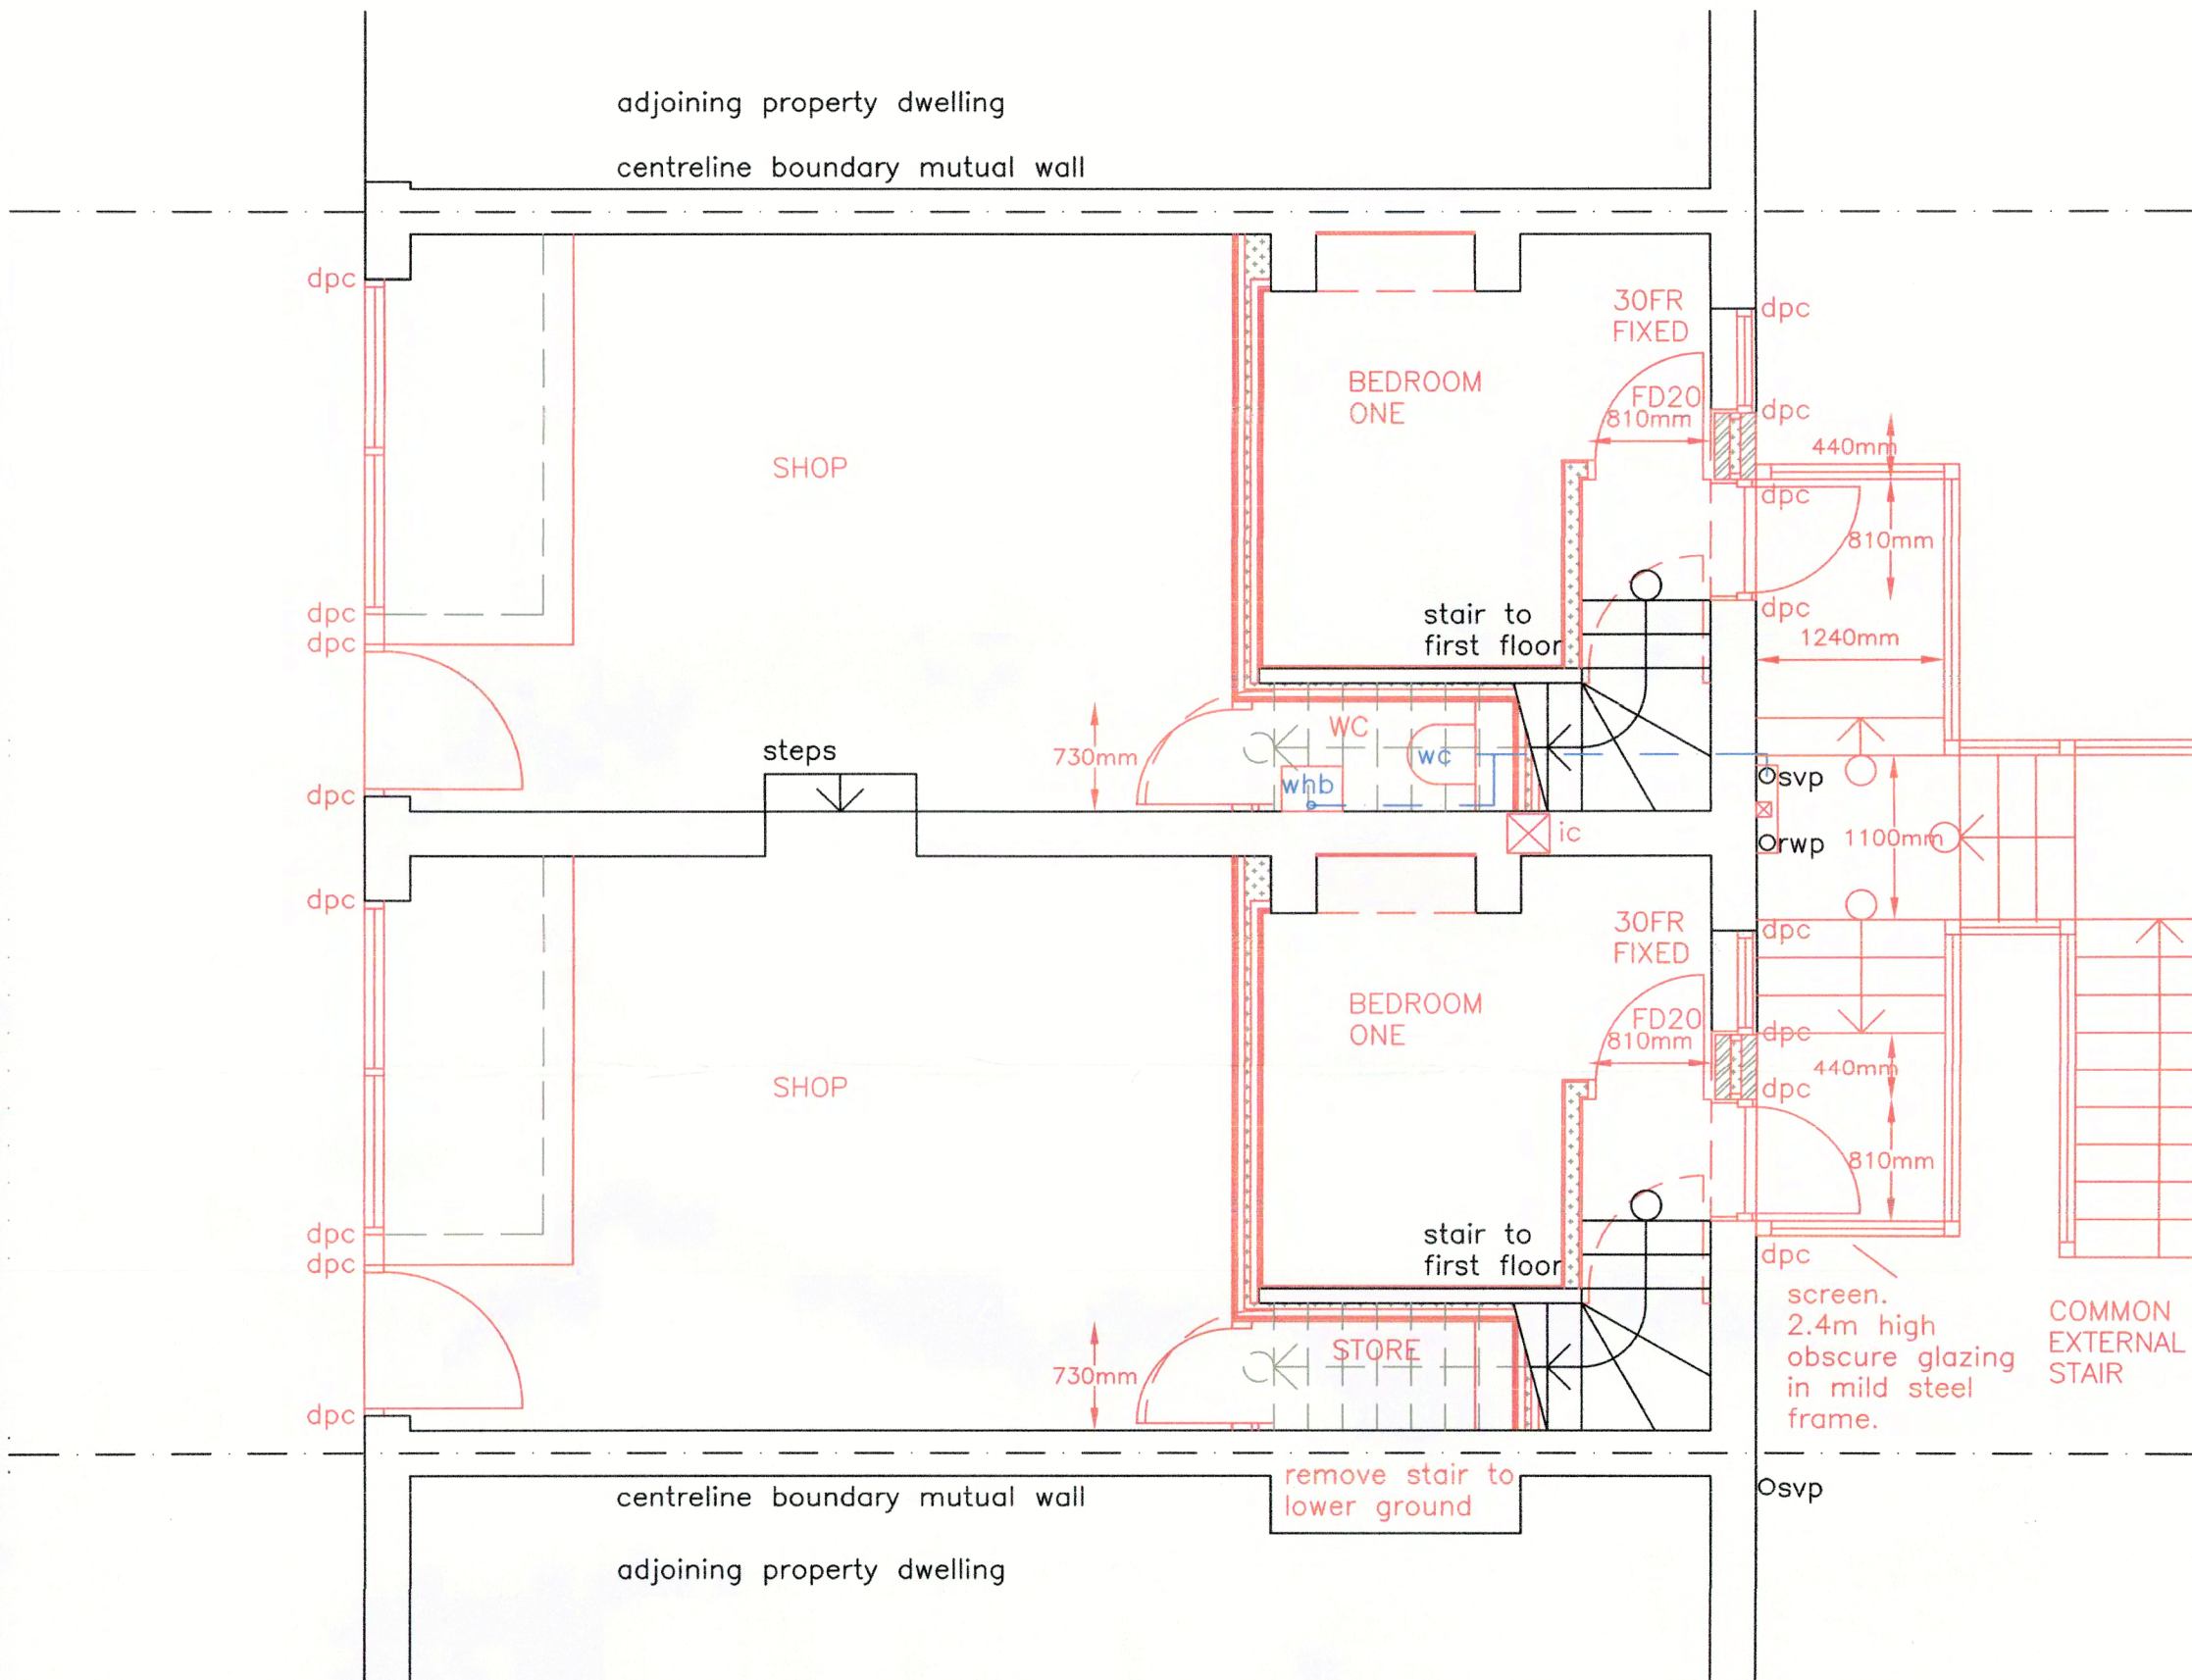 adjoining property dwelling
centreline boundary mutual wall
dpc
30FR
FIXED
dpc
BEDROOM
ONE
FD20
810mm
dpc
440mm
SHOP
dpc
810mm
dpc
stair to
first floor
dpc
dpc
1240mm
WC
steps
730mm
wc
whb
svp
dpc
ic
1100mm
rwp
dpc
30FR
FIXED
dpc
BEDROOM
ONE
FD20
810mm
dpc
440mm
SHOP
dpc
810mm
dpc
stair to
first floor
dpc
dpc
screen.
2.4m high
obscure glazing
in mild steel
frame.
COMMON
EXTERNAL
STAIR
STORE
730mm
dpc
remove stair to
lower ground
svp
centreline boundary mutual wall
adjoining property dwelling